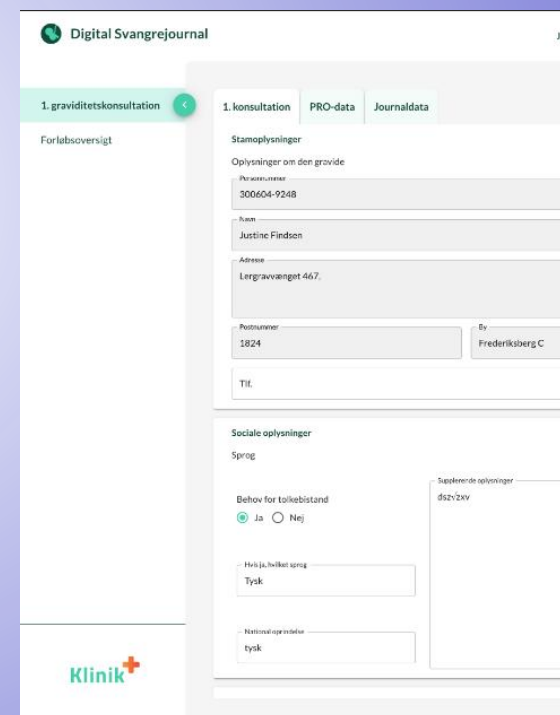 Digital Svangrejournal
J
1. graviditetskonsultation
Forløbsoversigt
1. konsultation PRO-data Journaldata
Stamoplysninger
Oplysninger om den gravide
Personnummer
300604-9248
Navn
Justine Findsen
Adresse
Lergravvænget 467.
Postnummer
1824
By
Frederiksberg C
Tlf.
Sociale oplysninger
Sprog
Supplerende oplysninger
dszv√zxv
Behov for tolkebistand
Ja Nej
Hvis ja, hvilket sprog
Tysk
National oprindelse
tysk
Klinik